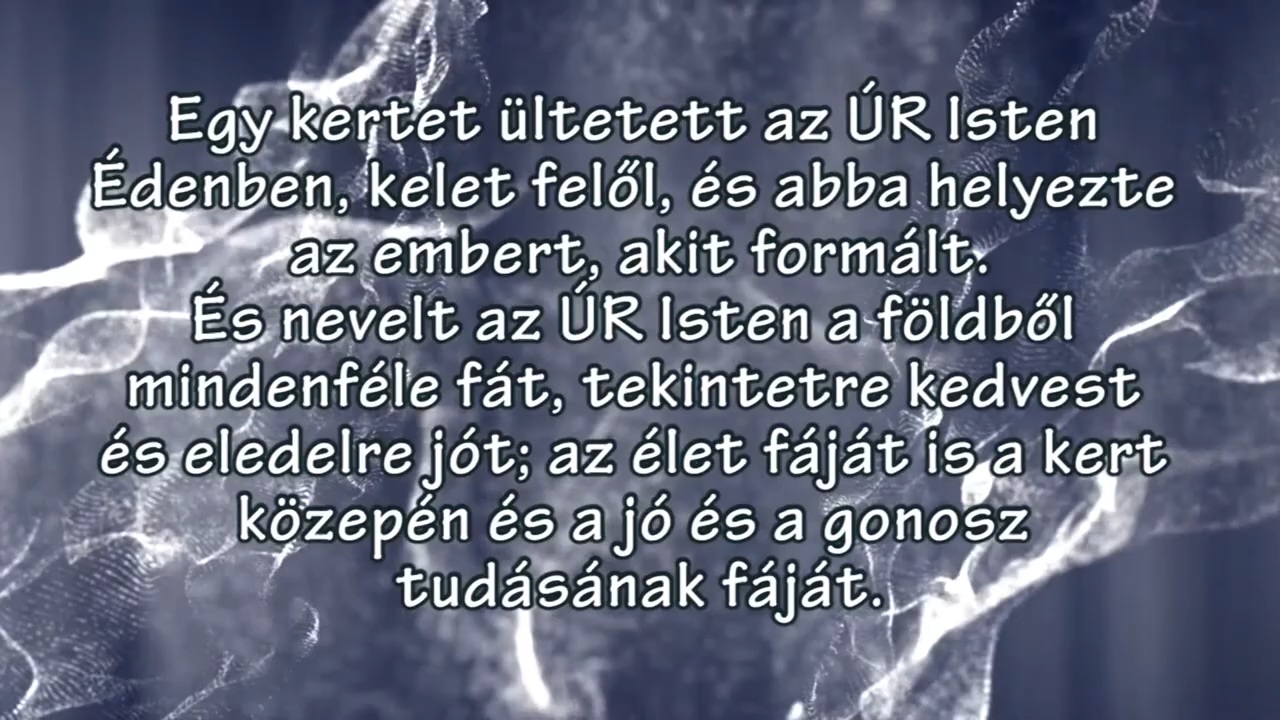 Egy kertet ültetett az ÚR Isten
Édenben, kelet felől, és abba helyezte
az embert, akit formált.
És nevelt az ÚR Isten a földből
mindenféle fát, tekintetre kedvest
és eledelre jót; az élet fáját is a kert
közepén és a jó és a gonosz
tudásának fáját.